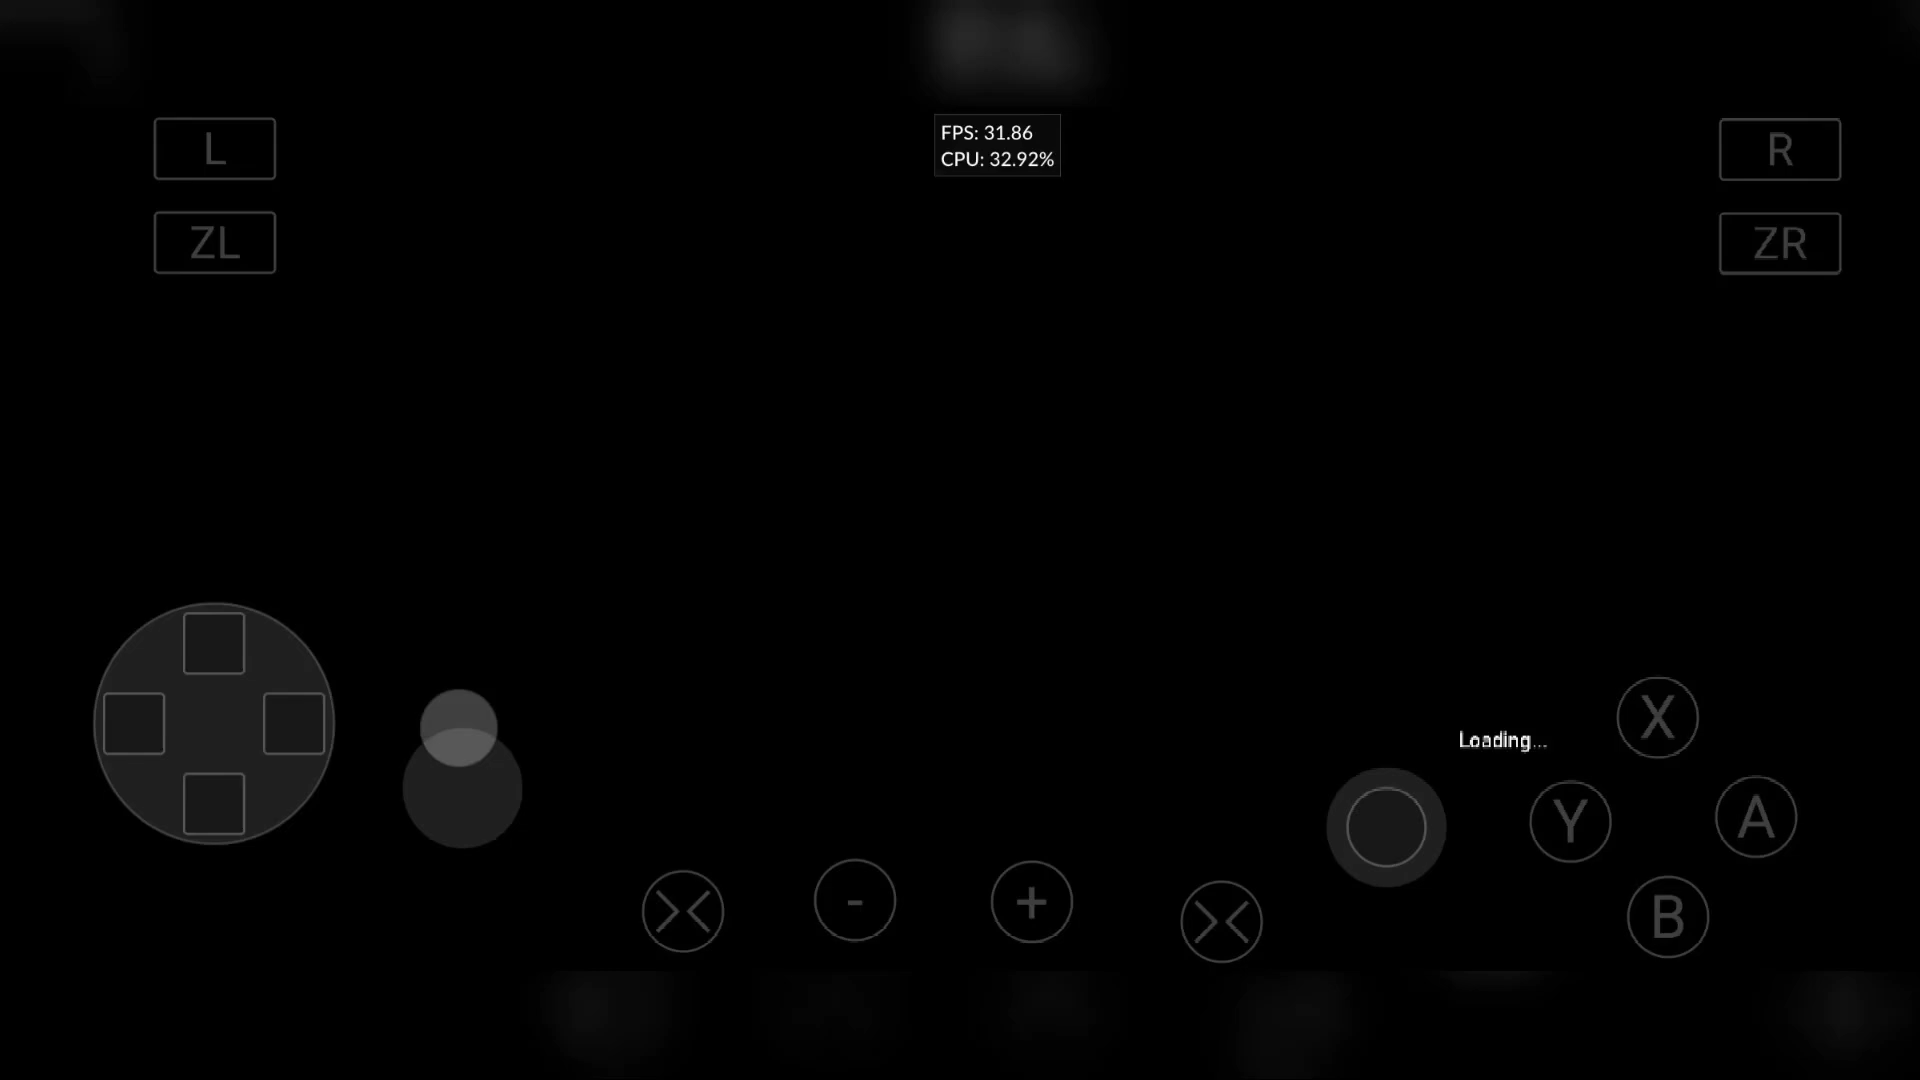 FPS: 31.86
CPU: 32.92%
L
R
ZL
ZR
X
Loading...
Y
A
-
+
B